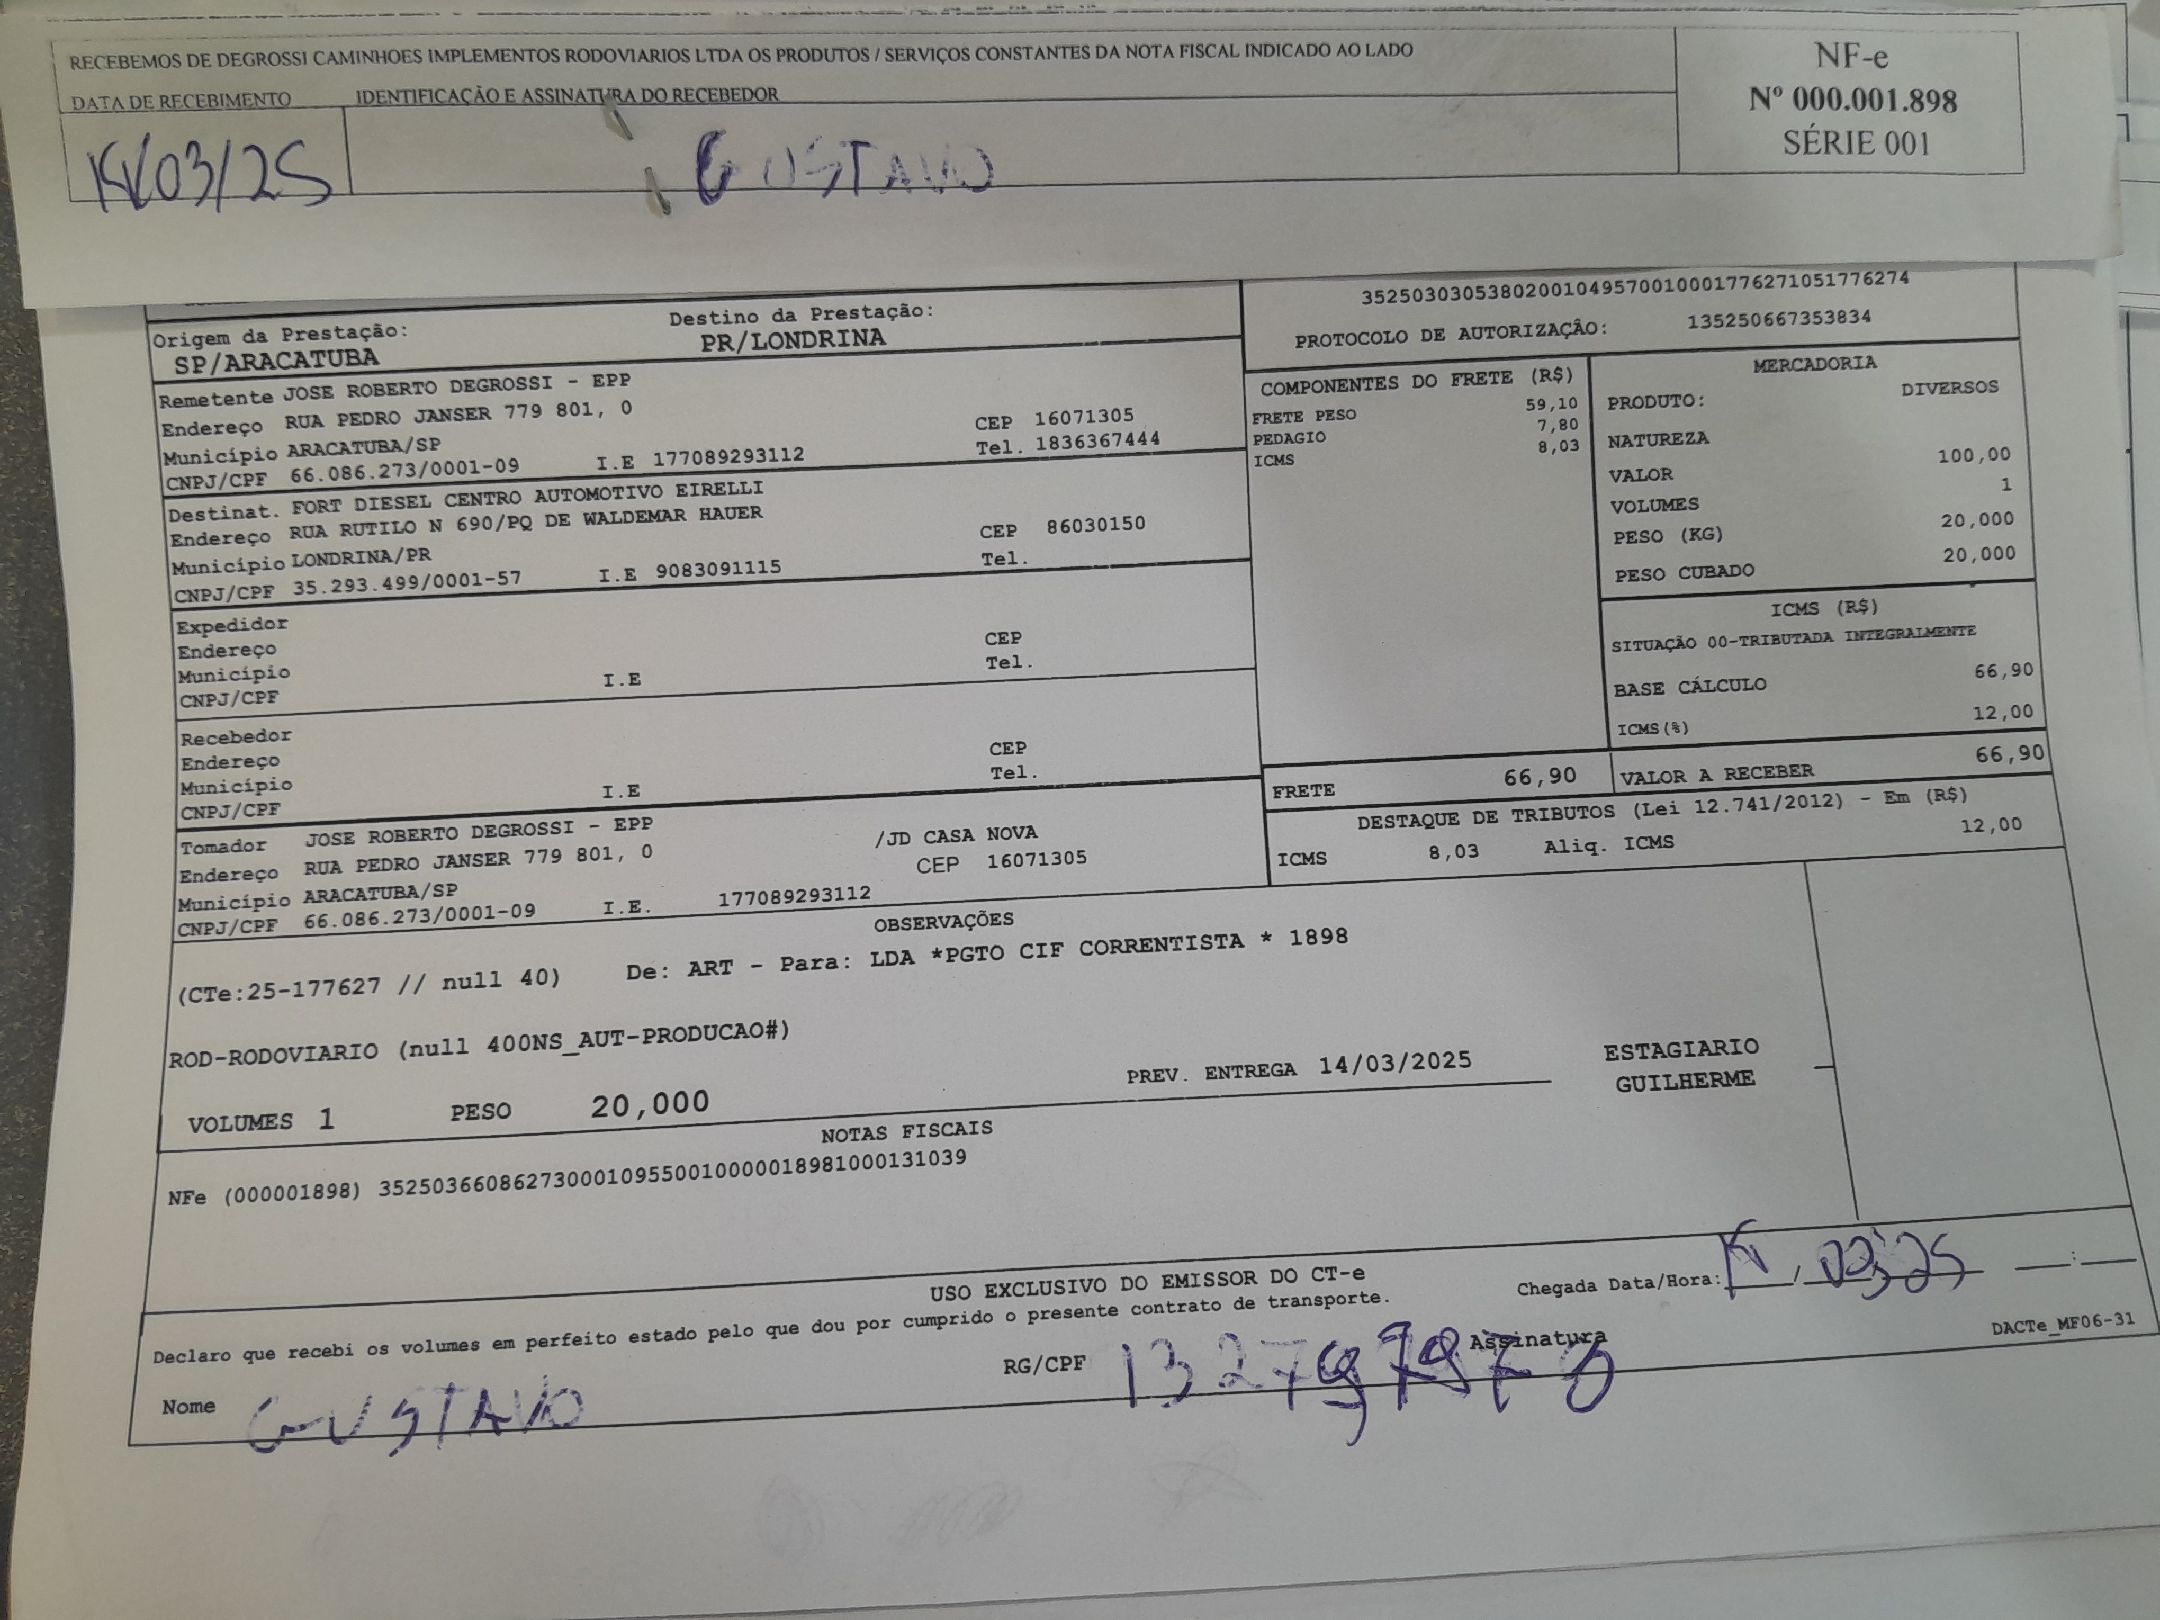 RECEBEMOS DE DEGROSSI CAMINHOES IMPLEMENTOS RODOVIARIOS LTDA OS PRODUTOS / SERVIÇOS CONSTANTES DA NOTA FISCAL INDICADO AO LADO
DATA DE RECEBIMENTO IDENTIFICAÇÃO E ASSINATURA DO RECEBEDOR
NF-e
Nº 000.001.898
SÉRIE 001
/03/25 GUSTAVO
Origem da Prestação: Destino da Prestação:
SP/ARACATUBA PR/LONDRINA
35250303053802001049570010001776271051776274
PROTOCOLO DE AUTORIZAÇÃO: 135250667353834
Remetente JOSE ROBERTO DEGROSSI - EPP
Endereço RUA PEDRO JANSER 779 801, 0 CEP 16071305
Município ARACATUBA/SP Tel. 1836367444
CNPJ/CPF 66.086.273/0001-09 I.E 177089293112
Destinat. FORT DIESEL CENTRO AUTOMOTIVO EIRELLI
Endereço RUA RUTILO N 690/PQ DE WALDEMAR HAUER CEP 86030150
Município LONDRINA/PR Tel.
CNPJ/CPF 35.293.499/0001-57 I.E 9083091115
Expedidor
Endereço CEP
Município Tel.
CNPJ/CPF I.E
Recebedor
Endereço CEP
Município Tel.
CNPJ/CPF I.E
Tomador JOSE ROBERTO DEGROSSI - EPP /JD CASA NOVA
Endereço RUA PEDRO JANSER 779 801, 0 CEP 16071305
Município ARACATUBA/SP
CNPJ/CPF 66.086.273/0001-09 I.E. 177089293112
COMPONENTES DO FRETE (R$)
FRETE PESO 59,10
PEDAGIO 7,80
ICMS 8,03
MERCADORIA
PRODUTO: DIVERSOS
NATUREZA
VALOR 100,00
VOLUMES 1
PESO (KG) 20,000
PESO CUBADO 20,000
ICMS (R$)
SITUAÇÃO 00-TRIBUTADA INTEGRALMENTE
BASE CÁLCULO 66,90
ICMS(%) 12,00
FRETE 66,90 VALOR A RECEBER 66,90
DESTAQUE DE TRIBUTOS (Lei 12.741/2012) - Em (R$)
ICMS 8,03 Aliq. ICMS 12,00
OBSERVAÇÕES
(CTe:25-177627 // null 40) De: ART - Para: LDA *PGTO CIF CORRENTISTA * 1898
ROD-RODOVIARIO (null 400NS_AUT-PRODUCAO#)
VOLUMES 1 PESO 20,000 PREV. ENTREGA 14/03/2025
ESTAGIARIO
GUILHERME
NOTAS FISCAIS
NFe (000001898) 35250366086273000109550010000018981000131039
USO EXCLUSIVO DO EMISSOR DO CT-e
Declaro que recebi os volumes em perfeito estado pelo que dou por cumprido o presente contrato de transporte.
Chegada Data/Hora: / 03/25 :
Nome GUSTAVO RG/CPF Assinatura
DACTe_MF06-31